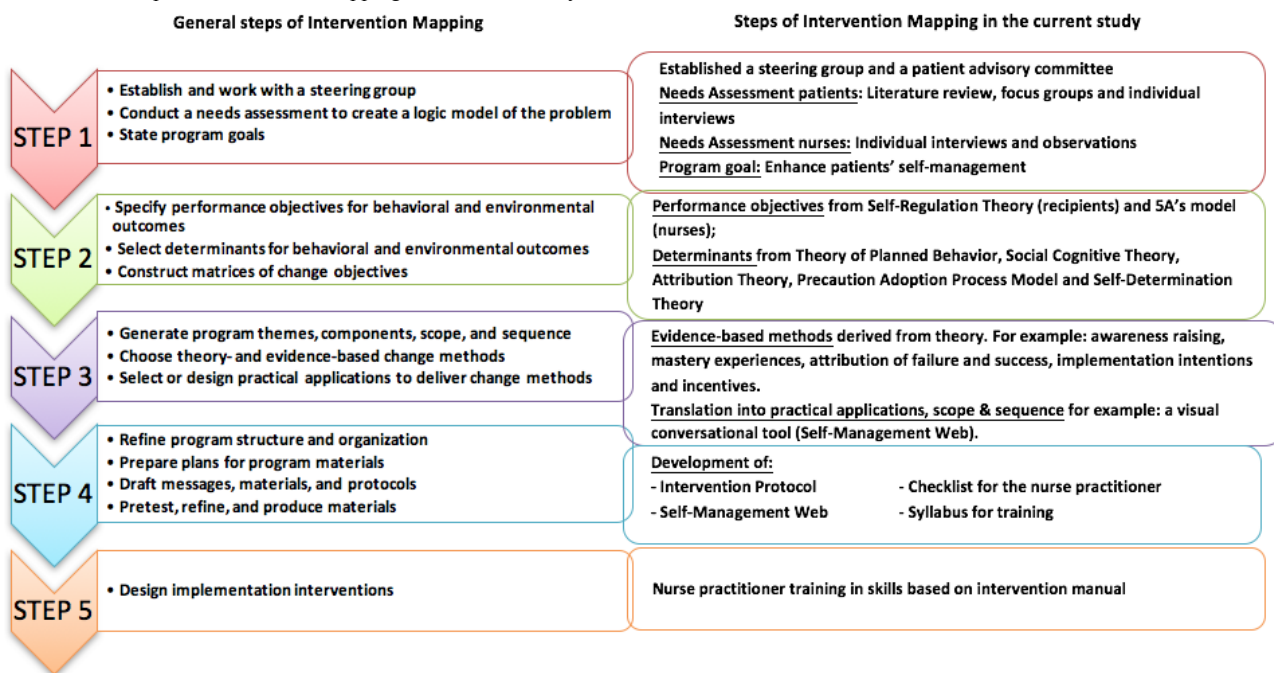 General steps of Intervention Mapping
Steps of Intervention Mapping in the current study
STEP 1
• Establish and work with a steering group
• Conduct a needs assessment to create a logic model of the problem
• State program goals
Established a steering group and a patient advisory committee
Needs Assessment patients: Literature review, focus groups and individual
interviews
Needs Assessment nurses: Individual interviews and observations
Program goal: Enhance patients' self-management
STEP 2
• Specify performance objectives for behavioral and environmental
outcomes
• Select determinants for behavioral and environmental outcomes
• Construct matrices of change objectives
Performance objectives from Self-Regulation Theory (recipients) and 5A's model
(nurses);
Determinants from Theory of Planned Behavior, Social Cognitive Theory,
Attribution Theory, Precaution Adoption Process Model and Self-Determination
Theory
STEP 3
• Generate program themes, components, scope, and sequence
• Choose theory- and evidence-based change methods
• Select or design practical applications to deliver change methods
Evidence-based methods derived from theory. For example: awareness raising,
mastery experiences, attribution of failure and success, implementation intentions
and incentives.
Translation into practical applications, scope & sequence for example: a visual
conversational tool (Self-Management Web).
STEP 4
• Refine program structure and organization
• Prepare plans for program materials
• Draft messages, materials, and protocols
• Pretest, refine, and produce materials
Development of:
- Intervention Protocol - Checklist for the nurse practitioner
- Self-Management Web - Syllabus for training
STEP 5
• Design implementation interventions
Nurse practitioner training in skills based on intervention manual